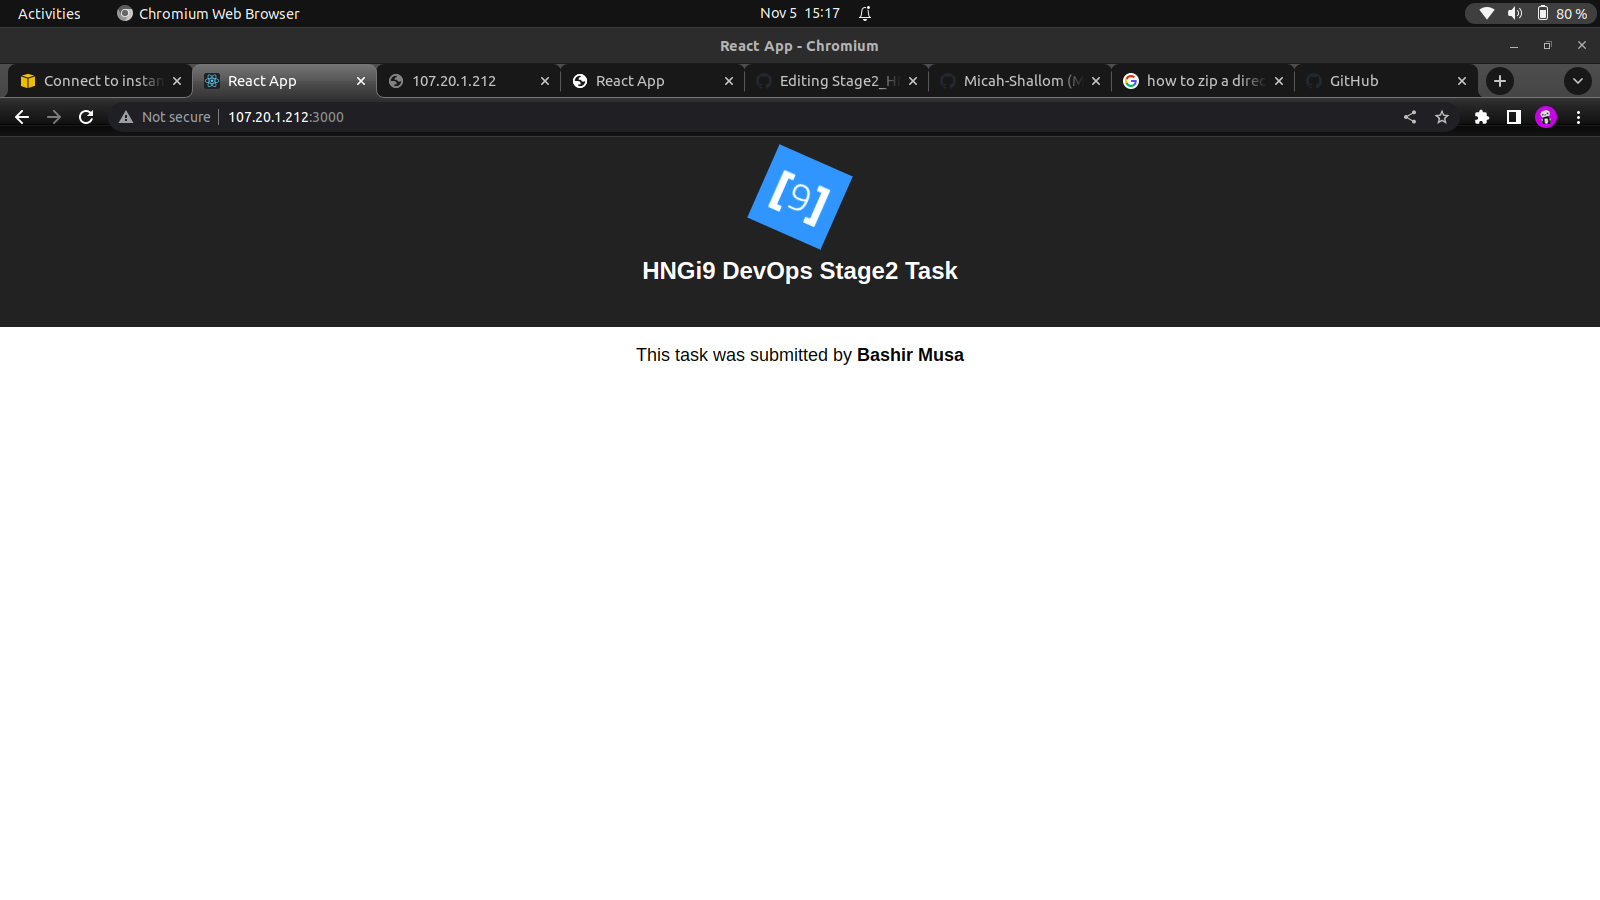 Activities Chromium Web Browser Nov 5 15:17 80 %
React App - Chromium
Connect to instan React App 107.20.1.212 React App Editing Stage2_H Micah-Shallom (M how to zip a direc GitHub
Not secure 107.20.1.212:3000
[9]
HNGi9 DevOps Stage2 Task
This task was submitted by Bashir Musa